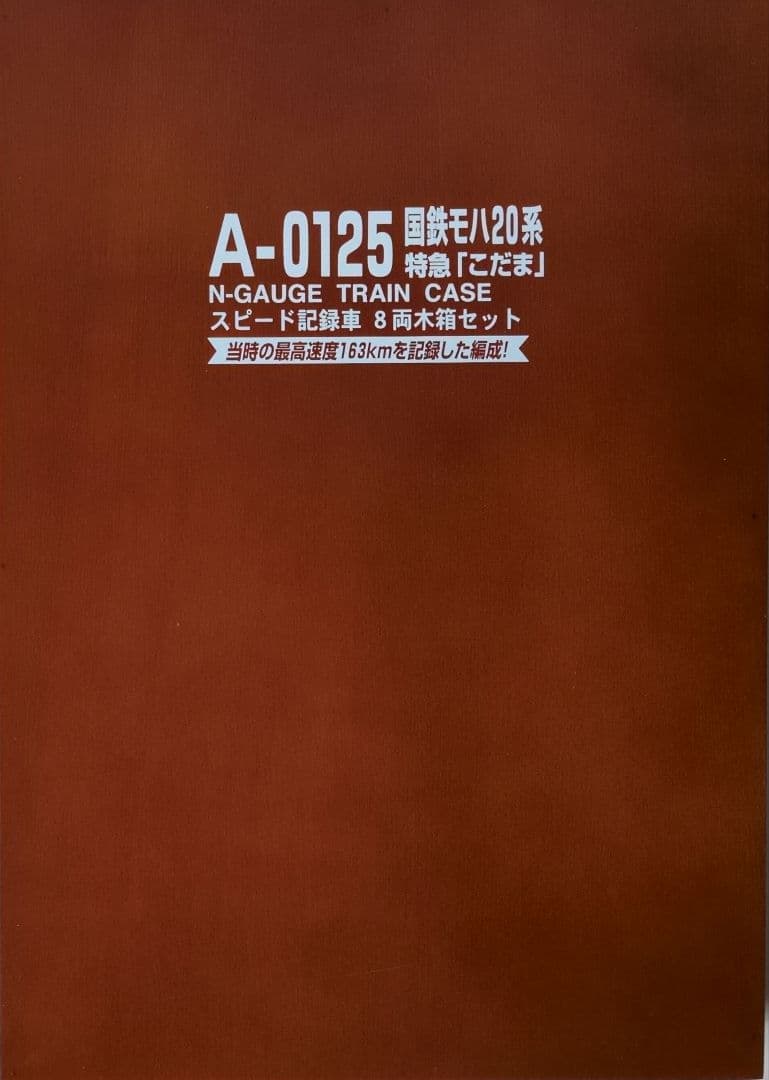 A-0125 国鉄モハ20系
特急「こだま」
N-GAUGE TRAIN CASE
スピード記録車 8両木箱セット
当時の最高速度163kmを記録した編成!